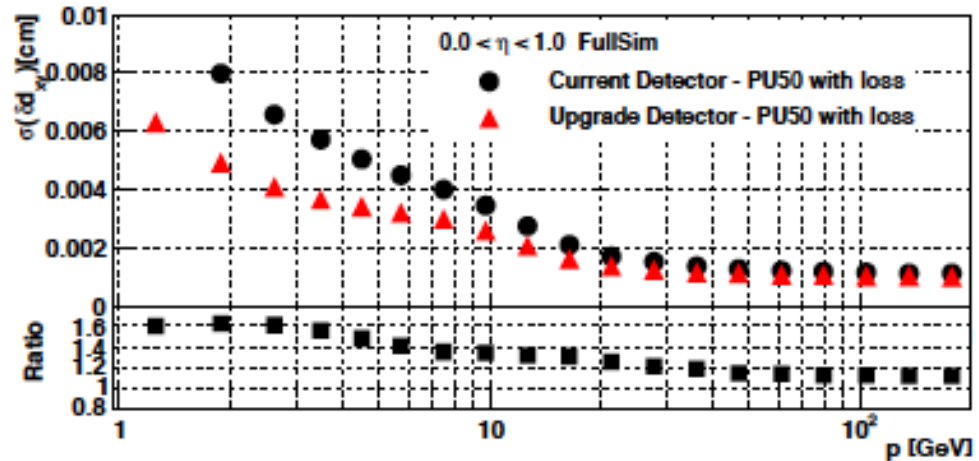 σ(δd_xy)[cm]
0.01
0.008
0.006
0.004
0.002
0
0.0 < η < 1.0 FullSim
Current Detector - PU50 with loss
Upgrade Detector - PU50 with loss
Ratio
1.6
1.4
1.2
1
0.8
1
10
10²
p [GeV]